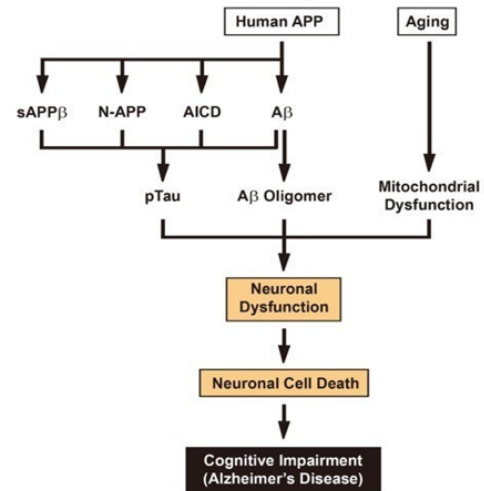 Human APP
Aging
sAPPβ
N-APP
AICD
Aβ
pTau
Aβ Oligomer
Mitochondrial
Dysfunction
Neuronal
Dysfunction
Neuronal Cell Death
Cognitive Impairment
(Alzheimer's Disease)